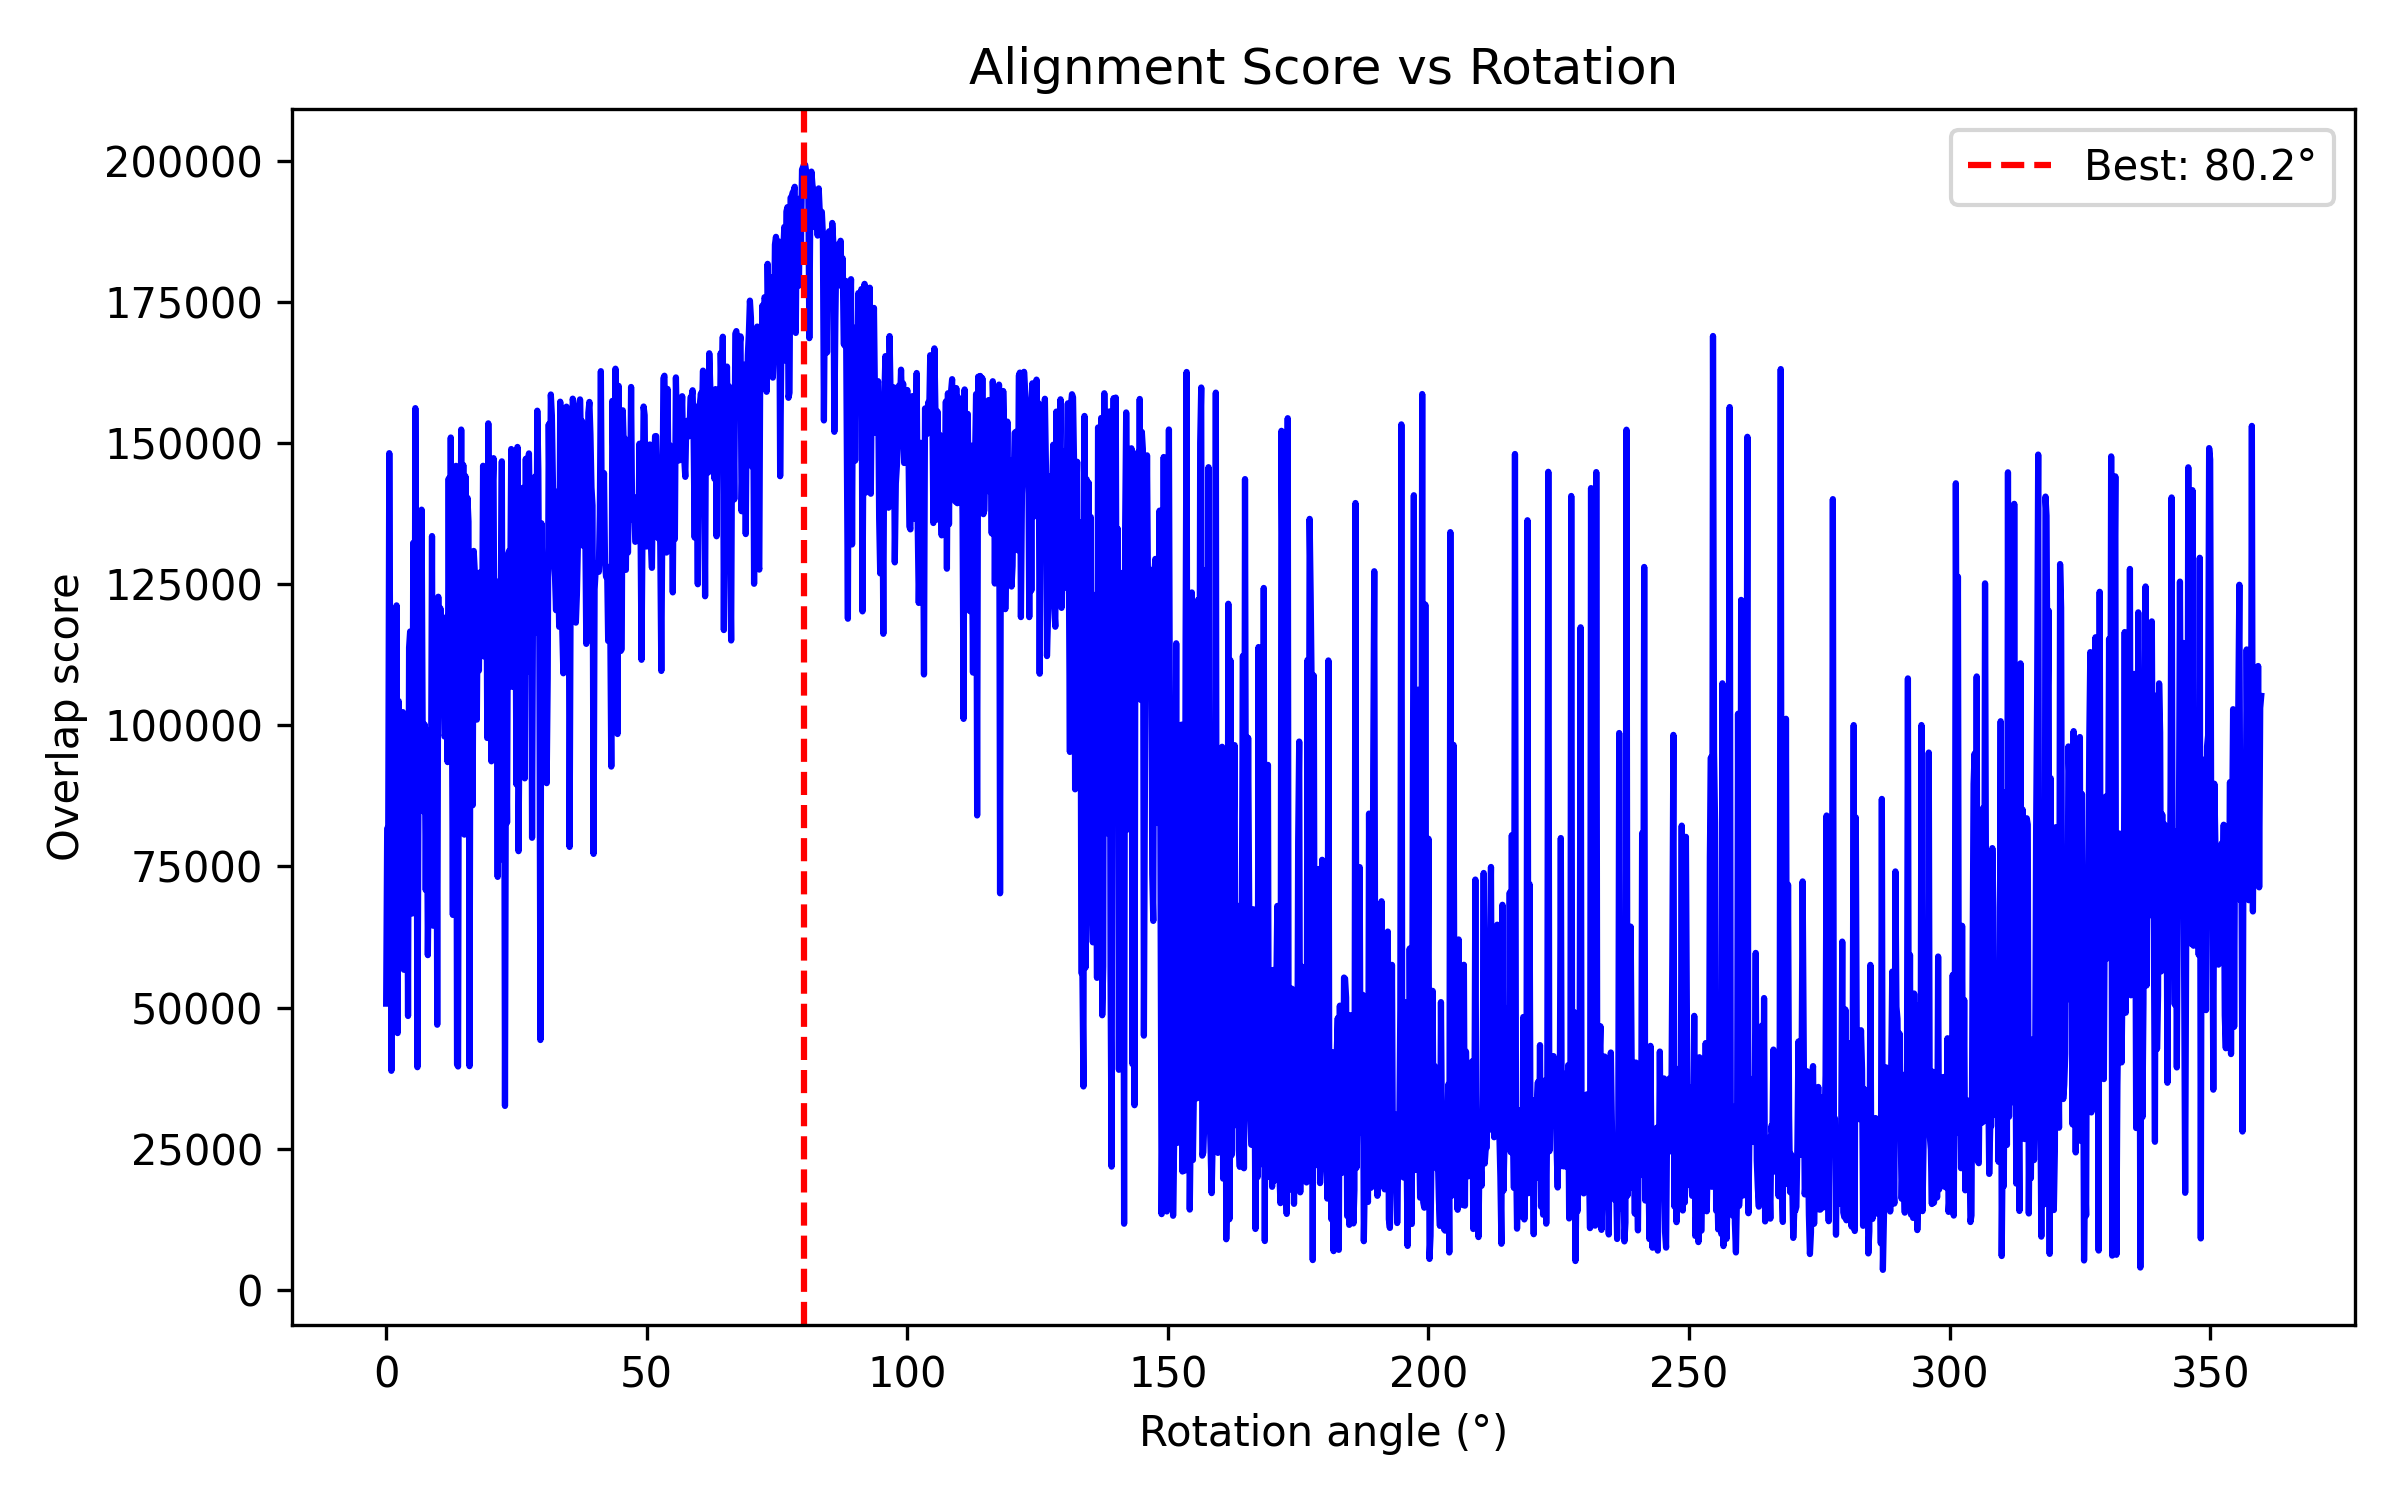 Alignment Score vs Rotation
Best: 80.2°
Overlap score
200000
175000
150000
125000
100000
75000
50000
25000
0
0 50 100 150 200 250 300 350
Rotation angle (°)